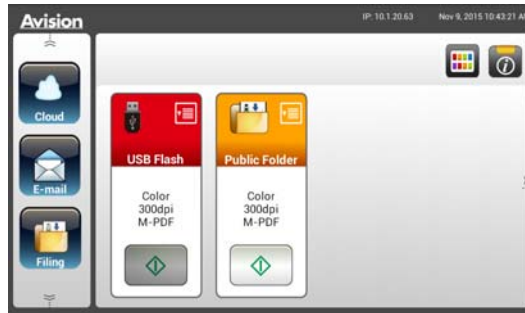 Avision
IP: 10.1.20.63
Nov 9, 2015 10:43:21 AM
Cloud
E-mail
Filing
USB Flash
Color
300dpi
M-PDF
Public Folder
Color
300dpi
M-PDF